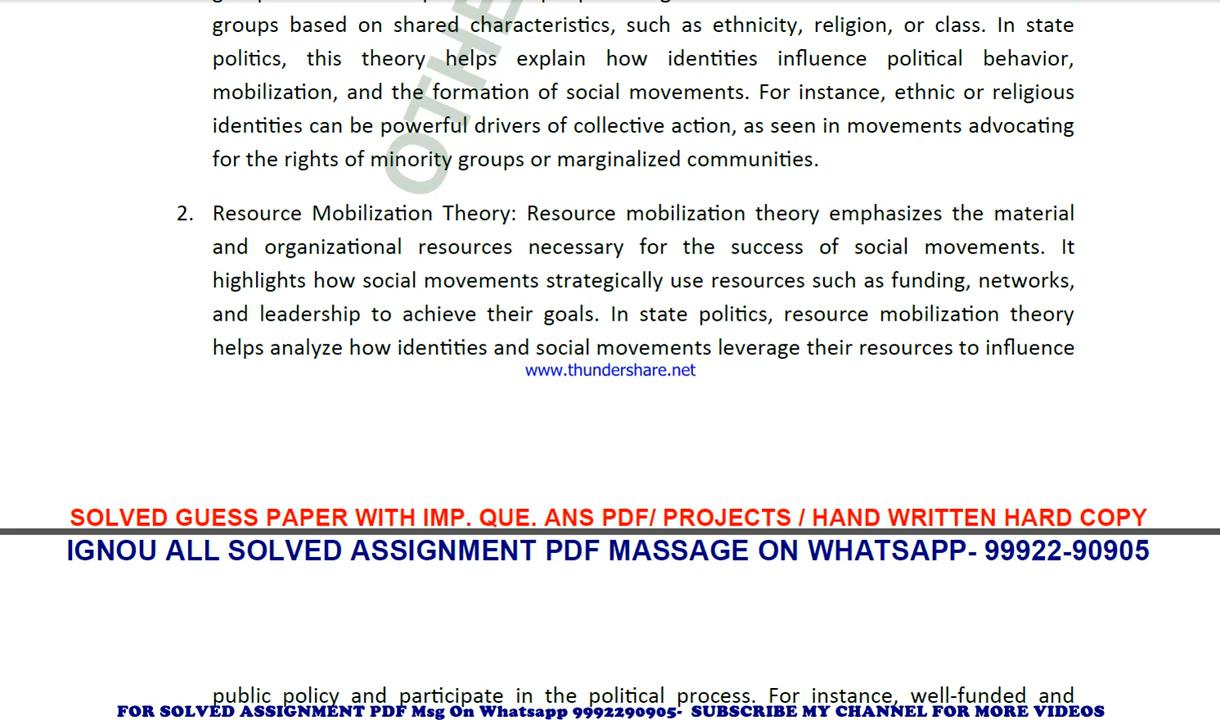 groups based on shared characteristics, such as ethnicity, religion, or class. In state
politics, this theory helps explain how identities influence political behavior,
mobilization, and the formation of social movements. For instance, ethnic or religious
identities can be powerful drivers of collective action, as seen in movements advocating
for the rights of minority groups or marginalized communities.
OTHE
2. Resource Mobilization Theory: Resource mobilization theory emphasizes the material
and organizational resources necessary for the success of social movements. It
highlights how social movements strategically use resources such as funding, networks,
and leadership to achieve their goals. In state politics, resource mobilization theory
helps analyze how identities and social movements leverage their resources to influence
www.thundershare.net
SOLVED GUESS PAPER WITH IMP. QUE. ANS PDF/ PROJECTS / HAND WRITTEN HARD COPY
IGNOU ALL SOLVED ASSIGNMENT PDF MASSAGE ON WHATSAPP- 99922-90905
public policy and participate in the political process. For instance, well-funded and
FOR SOLVED ASSIGNMENT PDF Msg On Whatsapp 9992290905- SUBSCRIBE MY CHANNEL FOR MORE VIDEOS